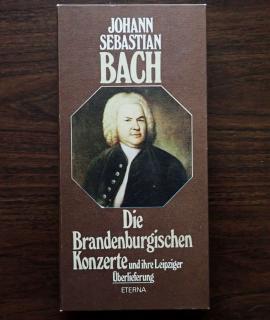 JOHANN
SEBASTIAN
BACH
Die
Brandenburgischen
Konzerte und ihre Leipziger
Überlieferung
ETERNA